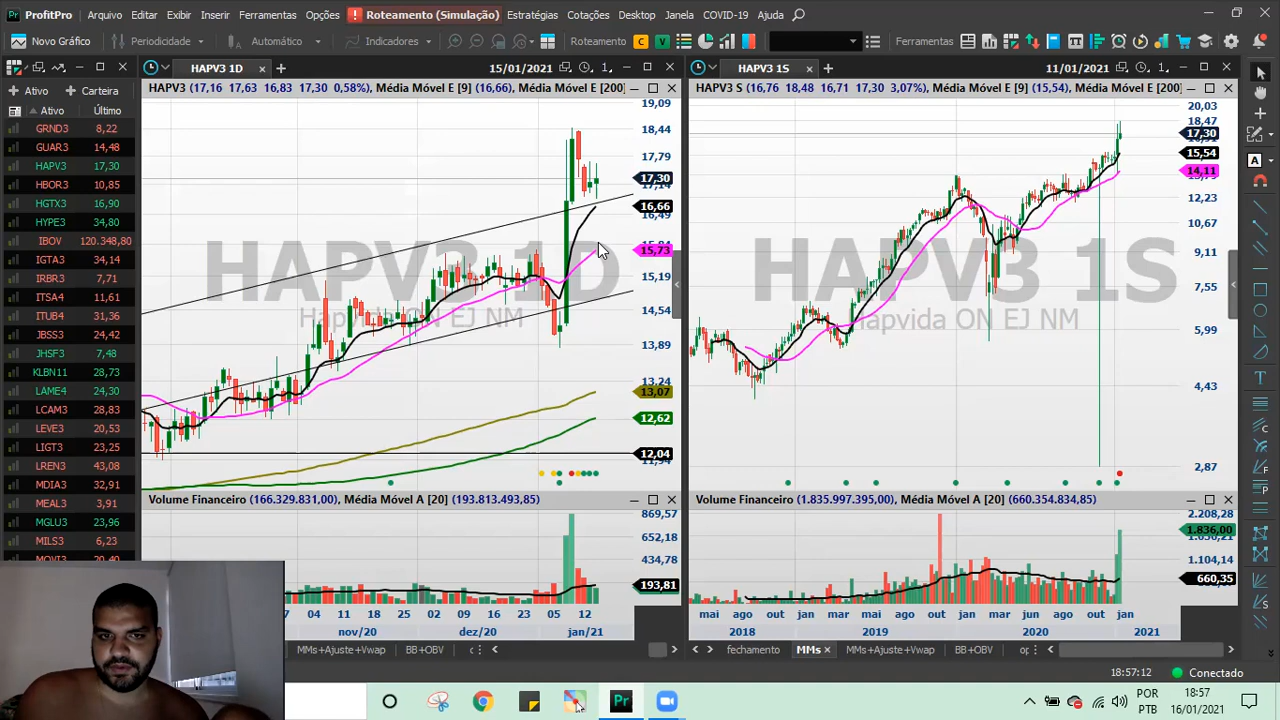 ProfitPro Arquivo Editar Exibir Inserir Ferramentas Opções Roteamento (Simulação) Estratégias Cotações Desktop Janela COVID-19 Ajuda
Novo Gráfico Periodicidade Automático Indicadores Roteamento C V Ferramentas
HAPV3 1D 15/01/2021 1 HAPV3 1S 11/01/2021 1
Ativo Carteira
HAPV3 (17,16 17,63 16,83 17,30 0,58%), Média Móvel E [9] (16,66), Média Móvel E [200]
HAPV3 S (16,76 18,48 16,71 17,30 3,07%), Média Móvel E [9] (15,54), Média Móvel E [200]
Ativo Último
GRND3 8,22
GUAR3 14,48
HAPV3 17,30
HBOR3 10,85
HGTX3 16,90
HYPE3 34,80
IBOV 120.348,80
IGTA3 34,14
IRBR3 7,71
ITSA4 11,61
ITUB4 31,36
JBSS3 24,42
JHSF3 7,48
KLBN11 28,73
LAME4 24,30
LCAM3 28,83
LEVE3 20,53
LIGT3 23,25
LREN3 43,08
MDIA3 32,91
MEAL3 3,91
MGLU3 23,96
MILS3 6,23
MOVI3 20,40
HAPV3 1D
Hapvida ON EJ NM
19,09
18,44
17,79
17,30
17,14
16,66
16,49
15,84
15,73
15,19
14,54
13,89
13,24
13,07
12,62
12,04
11,94
HAPV3 1S
Hapvida ON EJ NM
20,03
18,47
17,30
15,54
14,11
12,23
10,67
9,11
7,55
5,99
4,43
2,87
Volume Financeiro (166.329.831,00), Média Móvel A [20] (193.813.493,85)
869,57
652,18
434,78
193,81
Volume Financeiro (1.835.997.395,00), Média Móvel A [20] (660.354.834,85)
2.208,28
1.836,00
1.104,14
660,35
04 11 18 25 02 09 16 23 05 12
nov/20 dez/20 jan/21
mai ago out jan mai ago out jan mar jun ago out jan
2018 2019 2020 2021
MMs+Ajuste+Vwap BB+OBV
fechamento MMs MMs+Ajuste+Vwap BB+OBV
18:57:12 Conectado
Pr
POR
PTB
18:57
16/01/2021